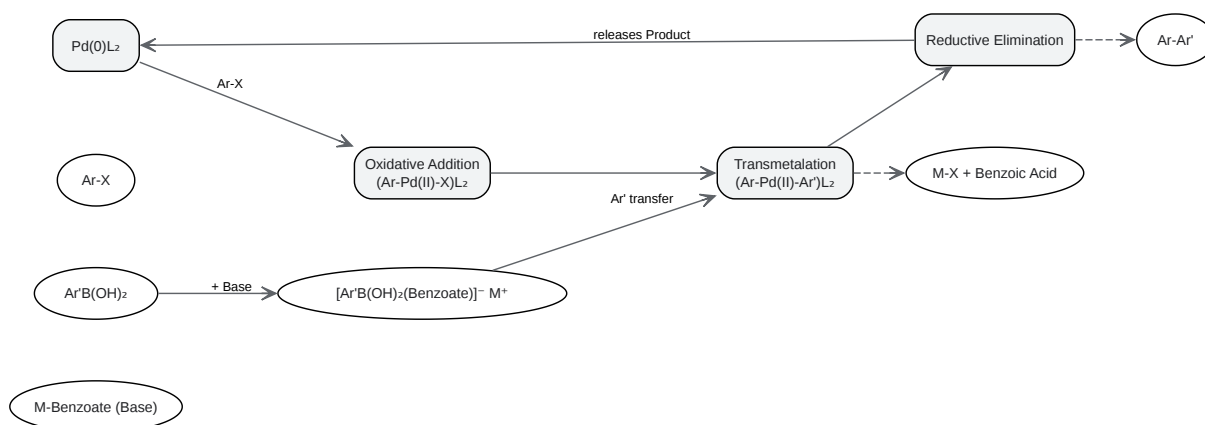 releases Product
Pd(0)L₂
Reductive Elimination
Ar-Ar'
Ar-X
Oxidative Addition
(Ar-Pd(II)-X)L₂
Transmetalation
(Ar-Pd(II)-Ar')L₂
M-X + Benzoic Acid
Ar-X
Ar' transfer
Ar'B(OH)₂
+ Base
[Ar'B(OH)₂(Benzoate)]⁻ M⁺
M-Benzoate (Base)